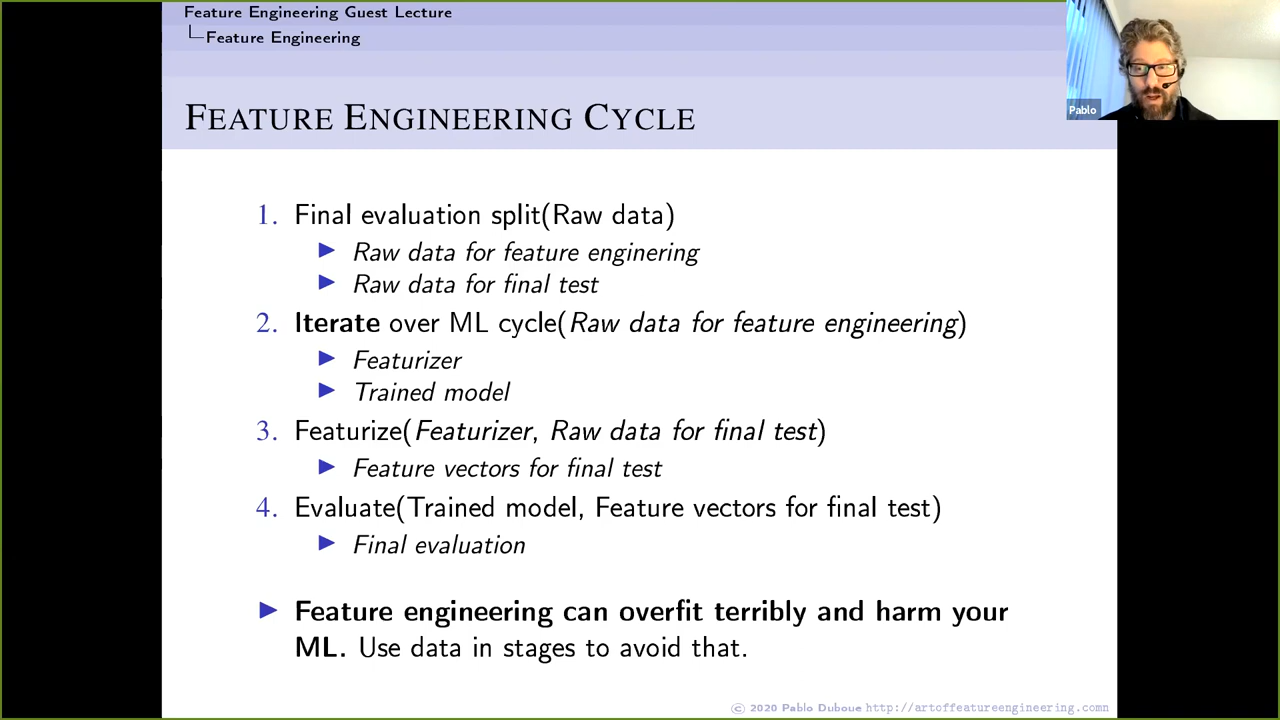 Feature Engineering Guest Lecture
Feature Engineering
FEATURE ENGINEERING CYCLE
Pablo
1. Final evaluation split(Raw data)
Raw data for feature enginering
Raw data for final test
2. Iterate over ML cycle(Raw data for feature engineering)
Featurizer
Trained model
3. Featurize(Featurizer, Raw data for final test)
Feature vectors for final test
4. Evaluate(Trained model, Feature vectors for final test)
Final evaluation
Feature engineering can overfit terribly and harm your
ML. Use data in stages to avoid that.
© 2020 Pablo Duboue http://artoffeatureengineering.comn